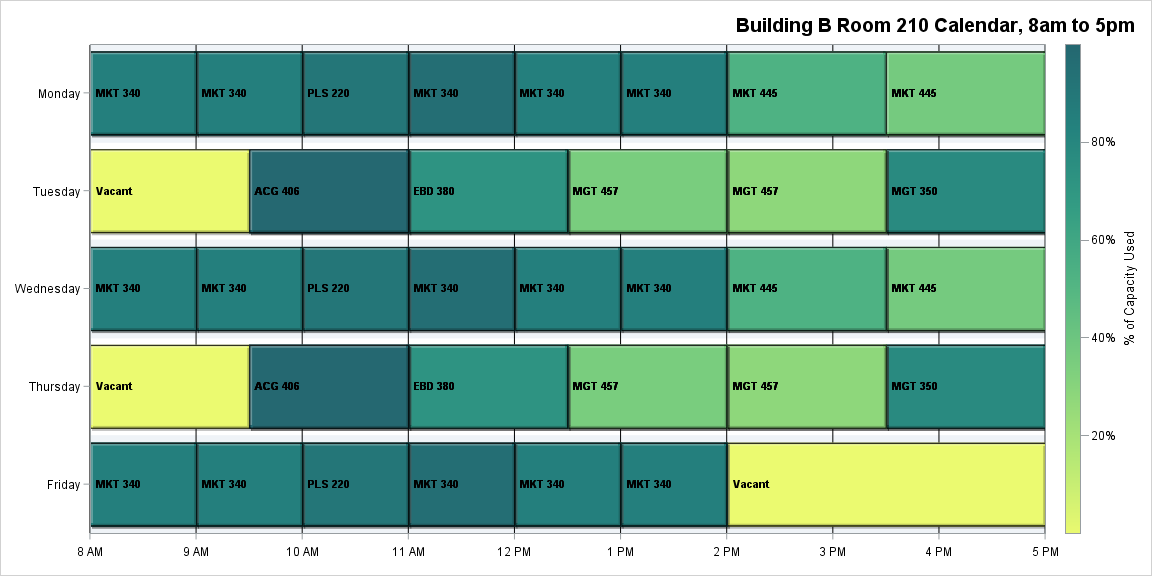 Building B Room 210 Calendar, 8am to 5pm
Monday
MKT 340
MKT 340
PLS 220
MKT 340
MKT 340
MKT 340
MKT 445
MKT 445
Tuesday
Vacant
ACG 406
EBD 380
MGT 457
MGT 457
MGT 350
Wednesday
MKT 340
MKT 340
PLS 220
MKT 340
MKT 340
MKT 340
MKT 445
MKT 445
Thursday
Vacant
ACG 406
EBD 380
MGT 457
MGT 457
MGT 350
Friday
MKT 340
MKT 340
PLS 220
MKT 340
MKT 340
MKT 340
Vacant
8 AM
9 AM
10 AM
11 AM
12 PM
1 PM
2 PM
3 PM
4 PM
5 PM
80%
60%
40%
20%
% of Capacity Used